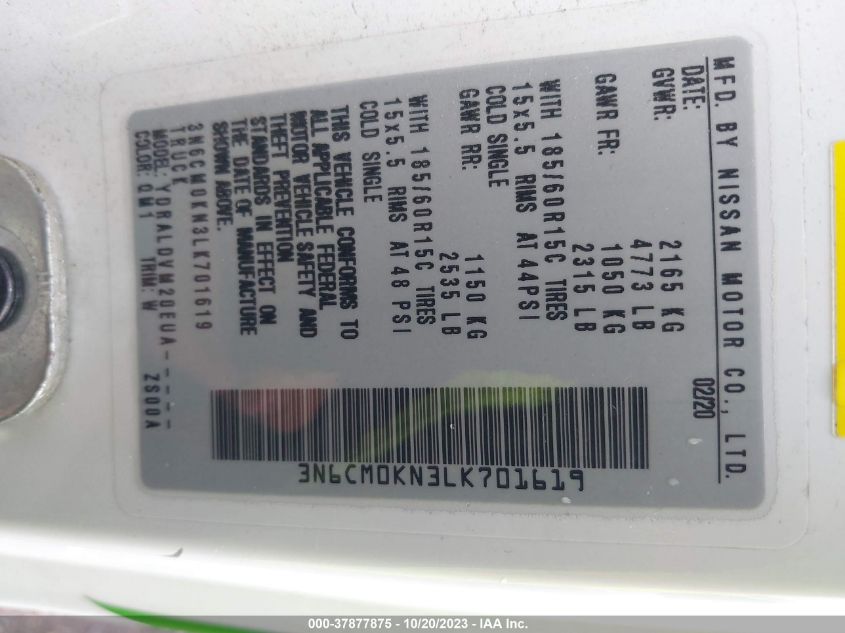 MFD. BY NISSAN MOTOR CO., LTD.
DATE: 02/20
GVWR: 2165 KG
4773 LB
GAWR FR: 1050 KG
2315 LB
WITH 185/60R15C TIRES
15x5.5 RIMS AT 44PSI
COLD SINGLE
GAWR RR: 1150 KG
2535 LB
WITH 185/60R15C TIRES
15x5.5 RIMS AT 48 PSI
COLD SINGLE
THIS VEHICLE CONFORMS TO
ALL APPLICABLE FEDERAL
MOTOR VEHICLE SAFETY AND
THEFT PREVENTION
STANDARDS IN EFFECT ON
THE DATE OF MANUFACTURE
SHOWN ABOVE.
3N6CM0KN3LK701619
TRUCK
MODEL: YDRALDVM20EUA-----
COLOR: QM1 TRIM: W ZS00A
3N6CM0KN3LK701619
000-37877875 - 10/20/2023 - IAA Inc.